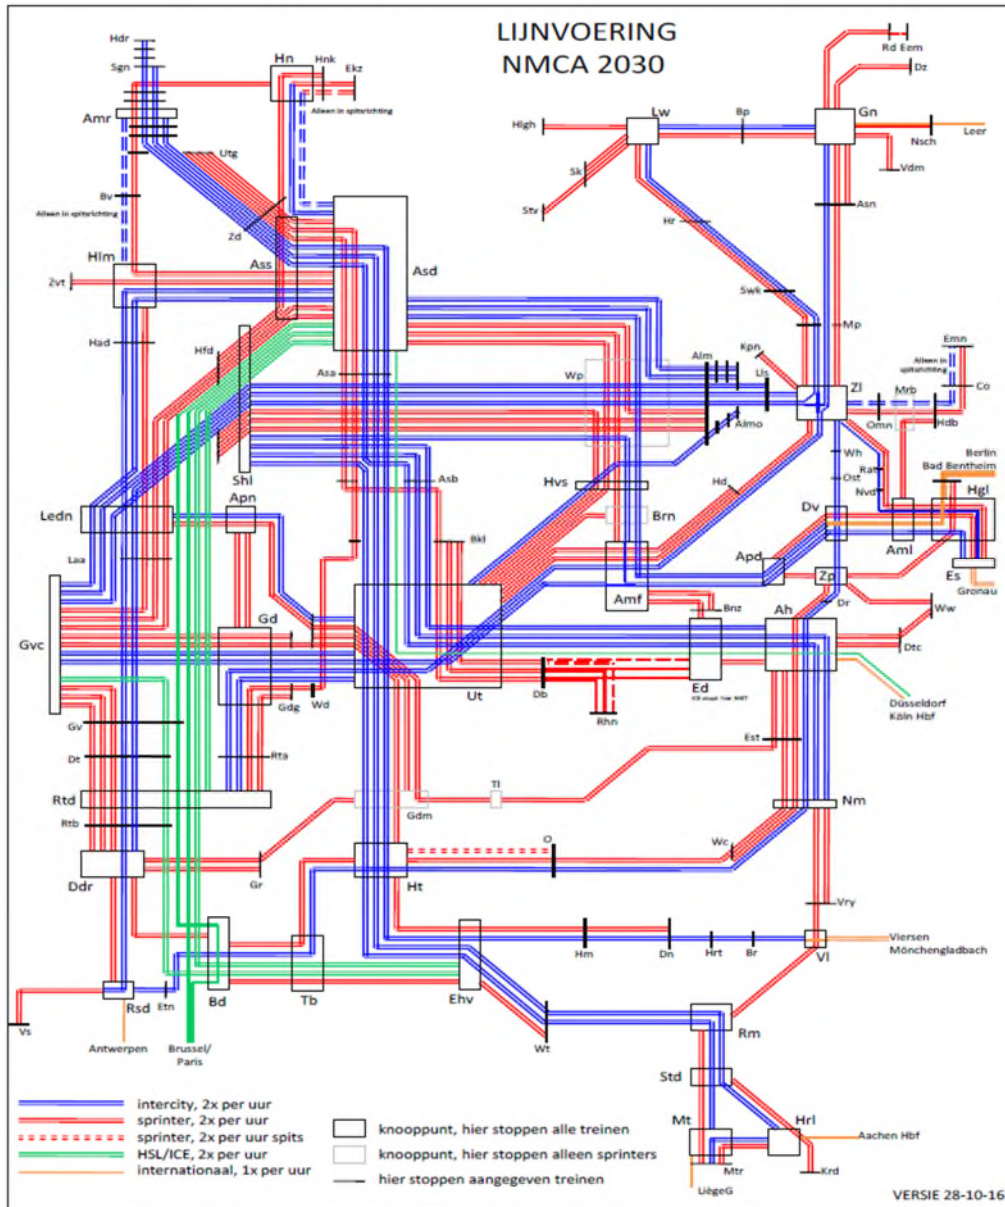 LIJNVOERING
NMCA 2030
Hdr
Sgn
Amr
Hn
Hnk
Ekz
Alleen in spitsrichting
Rd Eem
Dz
Lw
Bp
Gn
Hlgh
Leer
Nsch
Vdm
Sk
Stv
Utg
Bv
Alleen in spitsrichting
Hlm
Zvt
Zd
Ass
Asd
Asn
Hr
Swk
Mp
Had
Hfd
Asa
Wp
Alm
Lls
Kpn
Zl
Emn
Alleen in
spitsrichting
Co
Mrb
Omn
Hdb
Almo
Shl
Asb
Hvs
Hd
Wh
Ost
Rat
Nvd
Berlin
Bad Bentheim
Hgl
Ledn
Apn
Bkl
Brn
Dv
Aml
Laa
Apd
Es
Gronau
Zp
Amf
Bnz
Dr
Ww
Gvc
Gd
Ah
Dtc
Gdg
Wd
Ut
Db
Ed
ICE stopt hier NIET
Rhn
Düsseldorf
Köln Hbf
Gv
Dt
Rta
Est
Rtd
Tl
Gdm
Nm
Rtb
O
Wc
Ddr
Gr
Ht
Vry
Hm
Dn
Hrt
Br
Vl
Viersen
Mönchengladbach
Rsd
Etn
Bd
Tb
Ehv
Vs
Wt
Rm
Antwerpen
Brussel/
Paris
Std
Mt
Hrl
Aachen Hbf
Mtr
Krd
LiègeG
intercity, 2x per uur
sprinter, 2x per uur
sprinter, 2x per uur spits
HSL/ICE, 2x per uur
internationaal, 1x per uur
knooppunt, hier stoppen alle treinen
knooppunt, hier stoppen alleen sprinters
hier stoppen aangegeven treinen
VERSIE 28-10-16